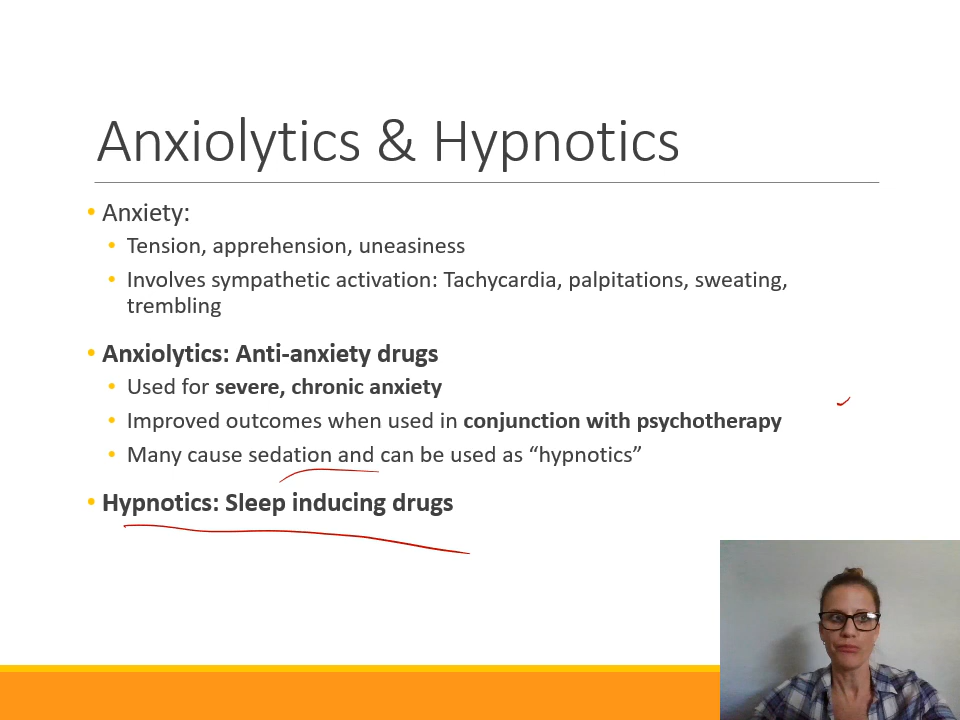 Anxiolytics & Hypnotics
• Anxiety:
• Tension, apprehension, uneasiness
• Involves sympathetic activation: Tachycardia, palpitations, sweating,
trembling
• Anxiolytics: Anti-anxiety drugs
• Used for severe, chronic anxiety
• Improved outcomes when used in conjunction with psychotherapy
• Many cause sedation and can be used as “hypnotics”
• Hypnotics: Sleep inducing drugs